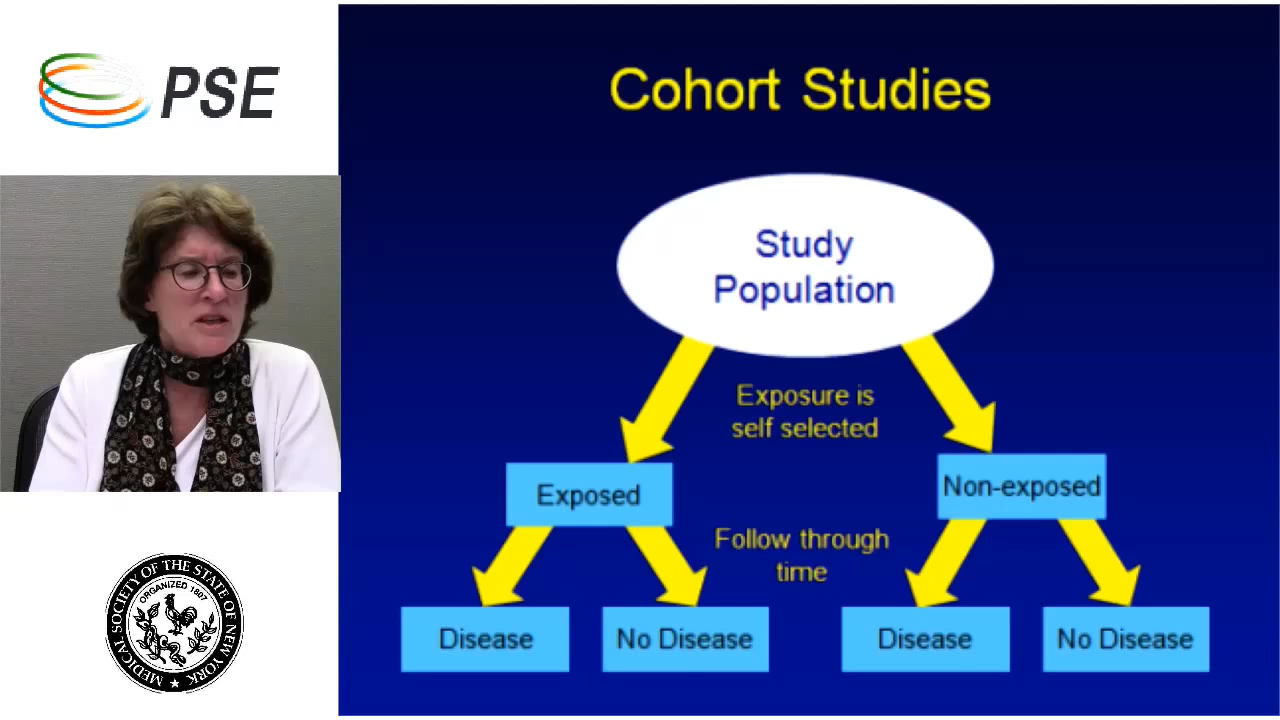 PSE
Cohort Studies
Study
Population
Exposure is
self selected
Exposed
Non-exposed
Follow through
time
Disease
No Disease
Disease
No Disease
MEDICAL SOCIETY OF THE STATE OF NEW YORK
ORGANIZED 1807